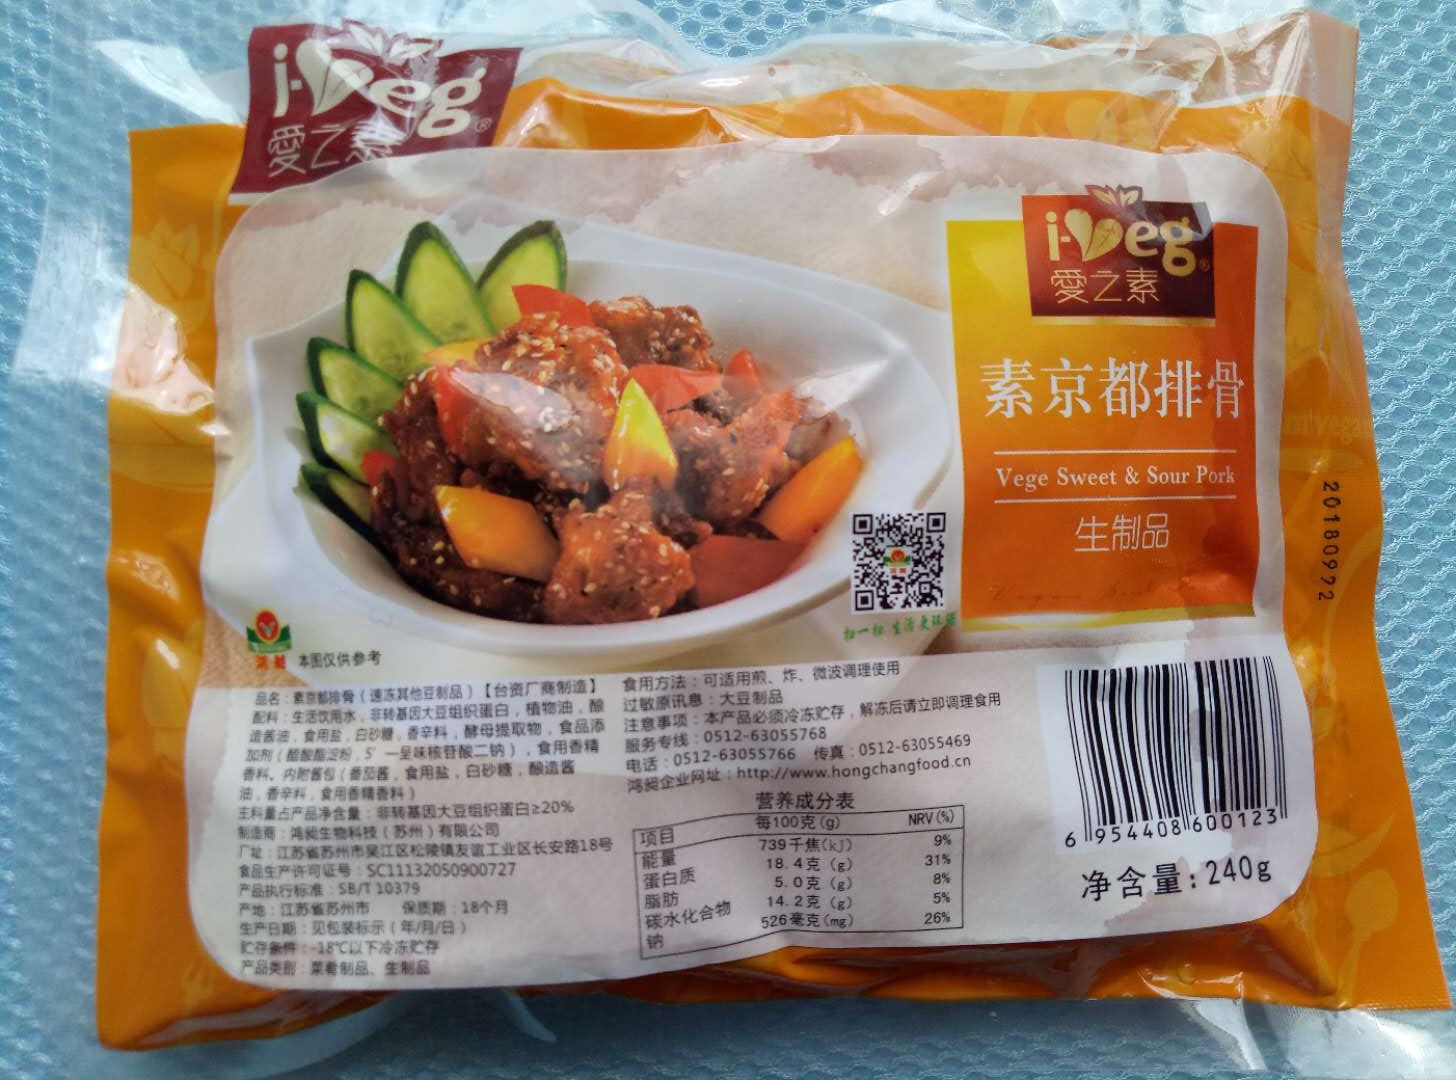 i-Veg®
愛之素
i-Veg®
愛之素
素京都排骨
Vege Sweet & Sour Pork
生制品
20180922
扫一扫 生活更环保
鸿昶 本图仅供参考
品名：素京都排骨（速冻其他豆制品）【台资厂商制造】
配料：生活饮用水，非转基因大豆组织蛋白，植物油，酿
造酱油，食用盐，白砂糖，香辛料，酵母提取物，食品添
加剂（醋酸酯淀粉，5’一呈味核苷酸二钠），食用香精
香料。内附酱包（番茄酱，食用盐，白砂糖，酿造酱
油，香辛料，食用香精香料）
主料量占产品净含量：非转基因大豆组织蛋白≥20%
制造商：鸿昶生物科技（苏州）有限公司
厂址：江苏省苏州市吴江区松陵镇友谊工业区长安路18号
食品生产许可证号：SC11132050900727
产品执行标准：SB/T 10379
产地：江苏省苏州市 保质期：18个月
生产日期：见包装标示（年/月/日）
贮存条件：-18℃以下冷冻贮存
产品类别：菜肴制品、生制品
食用方法：可适用煎、炸、微波调理使用
过敏原讯息：大豆制品
注意事项：本产品必须冷冻贮存，解冻后请立即调理食用
服务专线：0512-63055768
电话：0512-63055766 传真：0512-63055469
鸿昶企业网址：http://www.hongchangfood.cn
营养成分表
项目 每100克(g) NRV(%)
能量 739千焦(kJ) 9%
蛋白质 18.4克(g) 31%
脂肪 5.0克(g) 8%
碳水化合物 14.2克(g) 5%
钠 526毫克(mg) 26%
6 954408 600123
净含量：240g